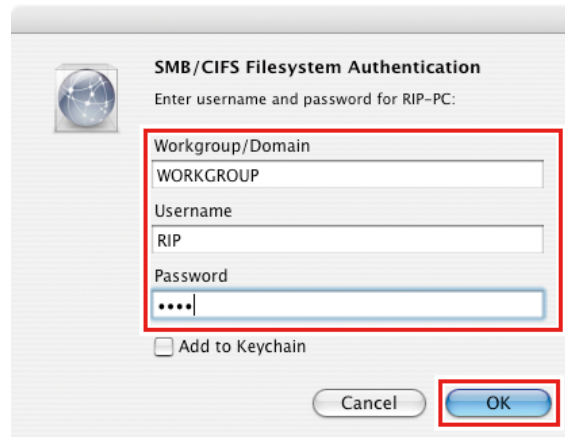 SMB/CIFS Filesystem Authentication
Enter username and password for RIP-PC:
Workgroup/Domain
WORKGROUP
Username
RIP
Password
••••
Add to Keychain
Cancel OK